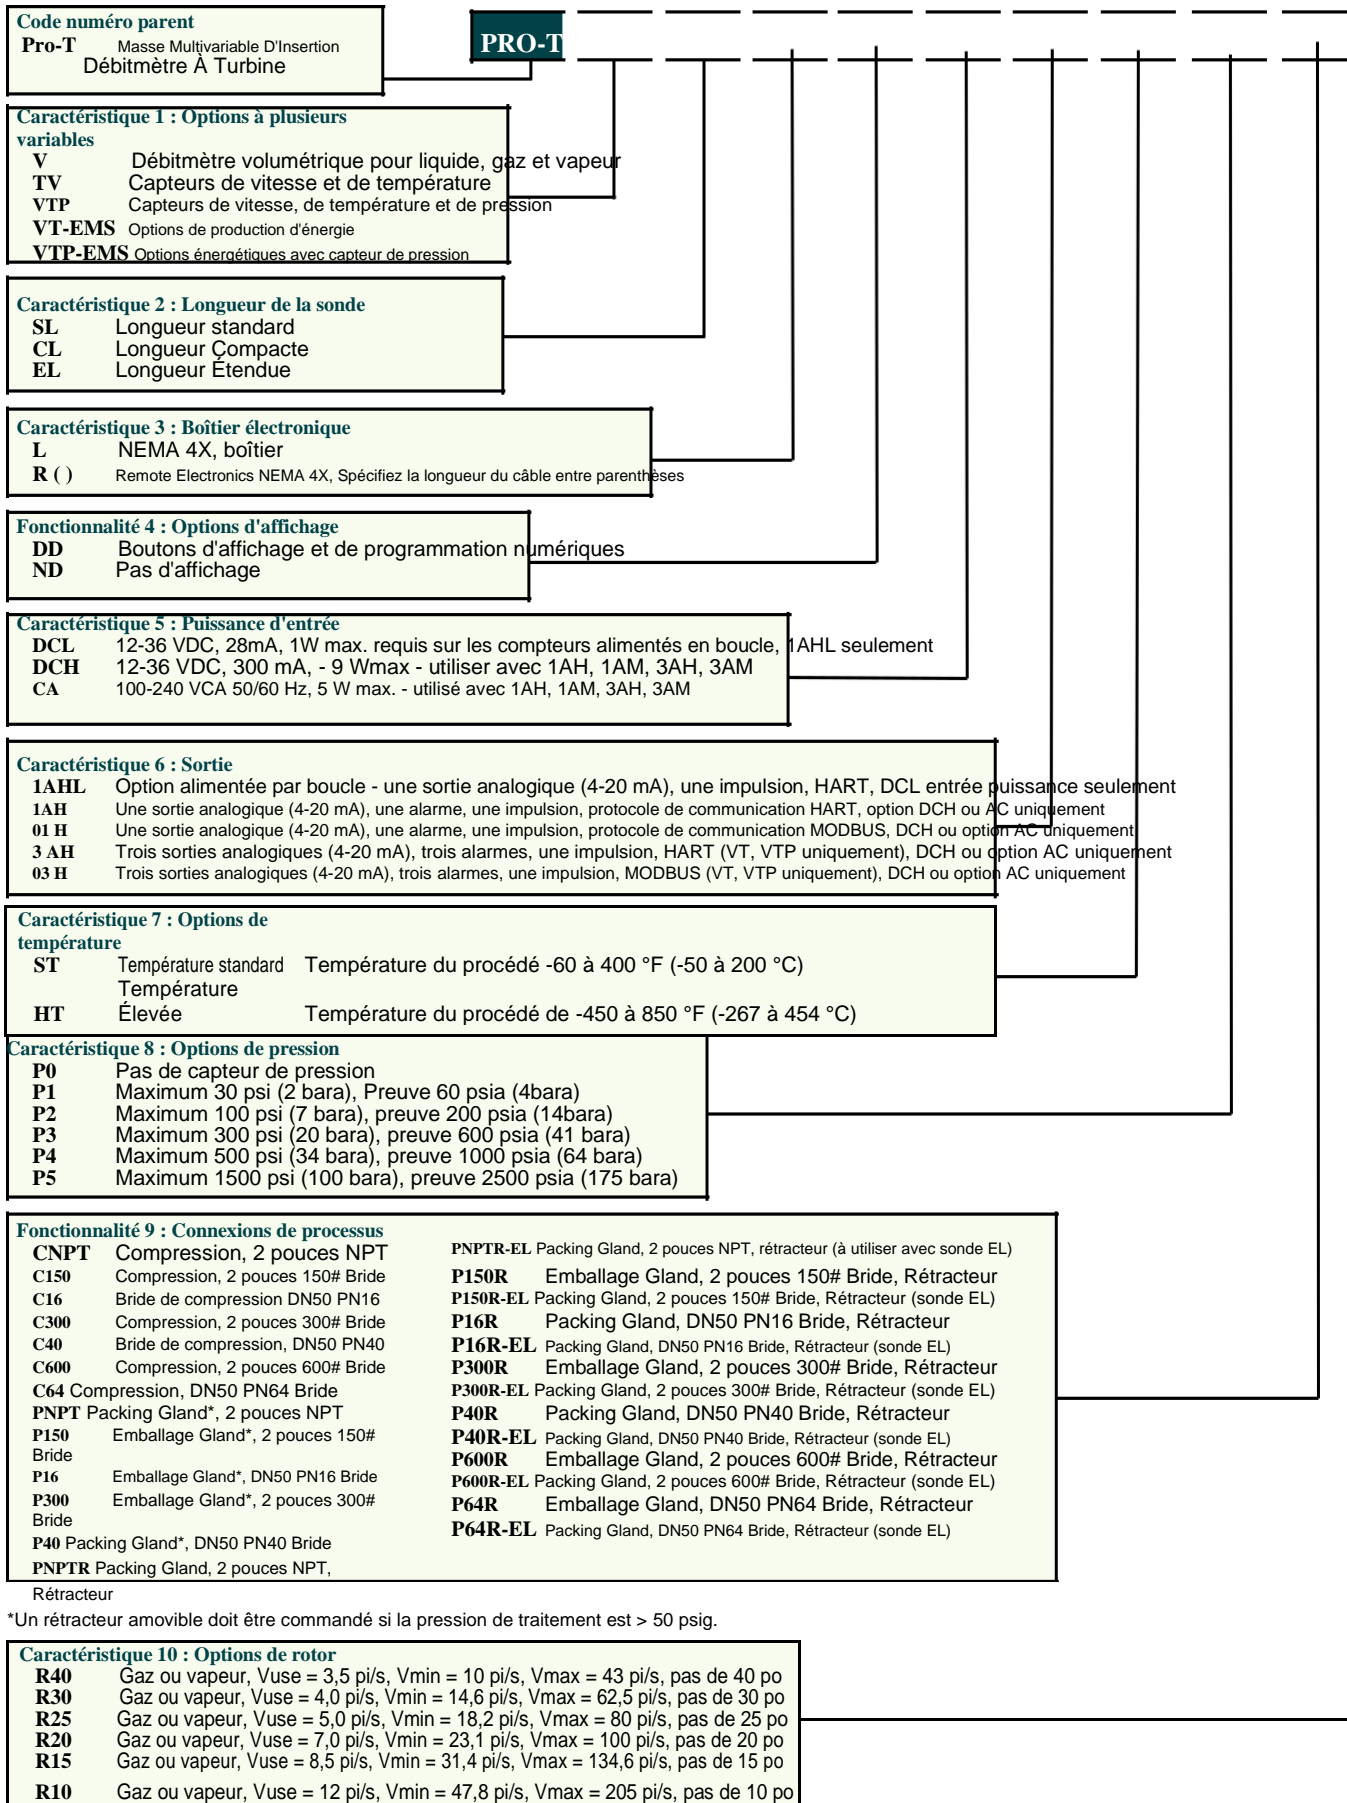 Code numéro parent
Pro-T Masse Multivariable D'Insertion
Débitmètre À Turbine
PRO-T
Caractéristique 1 : Options à plusieurs
variables
V Débitmètre volumétrique pour liquide, gaz et vapeur
TV Capteurs de vitesse et de température
VTP Capteurs de vitesse, de température et de pression
VT-EMS Options de production d'énergie
VTP-EMS Options énergétiques avec capteur de pression
Caractéristique 2 : Longueur de la sonde
SL Longueur standard
CL Longueur Compacte
EL Longueur Étendue
Caractéristique 3 : Boîtier électronique
L NEMA 4X, boîtier
R ( ) Remote Electronics NEMA 4X, Spécifiez la longueur du câble entre parenthèses
Fonctionnalité 4 : Options d'affichage
DD Boutons d'affichage et de programmation numériques
ND Pas d'affichage
Caractéristique 5 : Puissance d'entrée
DCL 12-36 VDC, 28mA, 1W max. requis sur les compteurs alimentés en boucle, 1AHL seulement
DCH 12-36 VDC, 300 mA, - 9 Wmax - utiliser avec 1AH, 1AM, 3AH, 3AM
CA 100-240 VCA 50/60 Hz, 5 W max. - utilisé avec 1AH, 1AM, 3AH, 3AM
Caractéristique 6 : Sortie
1AHL Option alimentée par boucle - une sortie analogique (4-20 mA), une impulsion, HART, DCL entrée puissance seulement
1AH Une sortie analogique (4-20 mA), une alarme, une impulsion, protocole de communication HART, option DCH ou AC uniquement
01 H Une sortie analogique (4-20 mA), une alarme, une impulsion, protocole de communication MODBUS, DCH ou option AC uniquement
3 AH Trois sorties analogiques (4-20 mA), trois alarmes, une impulsion, HART (VT, VTP uniquement), DCH ou option AC uniquement
03 H Trois sorties analogiques (4-20 mA), trois alarmes, une impulsion, MODBUS (VT, VTP uniquement), DCH ou option AC uniquement
Caractéristique 7 : Options de
température
ST Température standard Température du procédé -60 à 400 °F (-50 à 200 °C)
Température
HT Élevée Température du procédé de -450 à 850 °F (-267 à 454 °C)
Caractéristique 8 : Options de pression
P0 Pas de capteur de pression
P1 Maximum 30 psi (2 bara), Preuve 60 psia (4bara)
P2 Maximum 100 psi (7 bara), preuve 200 psia (14bara)
P3 Maximum 300 psi (20 bara), preuve 600 psia (41 bara)
P4 Maximum 500 psi (34 bara), preuve 1000 psia (64 bara)
P5 Maximum 1500 psi (100 bara), preuve 2500 psia (175 bara)
Fonctionnalité 9 : Connexions de processus
CNPT Compression, 2 pouces NPT
C150 Compression, 2 pouces 150# Bride
C16 Bride de compression DN50 PN16
C300 Compression, 2 pouces 300# Bride
C40 Bride de compression, DN50 PN40
C600 Compression, 2 pouces 600# Bride
C64 Compression, DN50 PN64 Bride
PNPT Packing Gland*, 2 pouces NPT
P150 Emballage Gland*, 2 pouces 150#
Bride
P16 Emballage Gland*, DN50 PN16 Bride
P300 Emballage Gland*, 2 pouces 300#
Bride
P40 Packing Gland*, DN50 PN40 Bride
PNPTR Packing Gland, 2 pouces NPT,
Rétracteur
PNPTR-EL Packing Gland, 2 pouces NPT, rétracteur (à utiliser avec sonde EL)
P150R Emballage Gland, 2 pouces 150# Bride, Rétracteur
P150R-EL Packing Gland, 2 pouces 150# Bride, Rétracteur (sonde EL)
P16R Packing Gland, DN50 PN16 Bride, Rétracteur
P16R-EL Packing Gland, DN50 PN16 Bride, Rétracteur (sonde EL)
P300R Emballage Gland, 2 pouces 300# Bride, Rétracteur
P300R-EL Packing Gland, 2 pouces 300# Bride, Rétracteur (sonde EL)
P40R Packing Gland, DN50 PN40 Bride, Rétracteur
P40R-EL Packing Gland, DN50 PN40 Bride, Rétracteur (sonde EL)
P600R Emballage Gland, 2 pouces 600# Bride, Rétracteur
P600R-EL Packing Gland, 2 pouces 600# Bride, Rétracteur (sonde EL)
P64R Emballage Gland, DN50 PN64 Bride, Rétracteur
P64R-EL Packing Gland, DN50 PN64 Bride, Rétracteur (sonde EL)
*Un rétracteur amovible doit être commandé si la pression de traitement est > 50 psig.
Caractéristique 10 : Options de rotor
R40 Gaz ou vapeur, Vuse = 3,5 pi/s, Vmin = 10 pi/s, Vmax = 43 pi/s, pas de 40 po
R30 Gaz ou vapeur, Vuse = 4,0 pi/s, Vmin = 14,6 pi/s, Vmax = 62,5 pi/s, pas de 30 po
R25 Gaz ou vapeur, Vuse = 5,0 pi/s, Vmin = 18,2 pi/s, Vmax = 80 pi/s, pas de 25 po
R20 Gaz ou vapeur, Vuse = 7,0 pi/s, Vmin = 23,1 pi/s, Vmax = 100 pi/s, pas de 20 po
R15 Gaz ou vapeur, Vuse = 8,5 pi/s, Vmin = 31,4 pi/s, Vmax = 134,6 pi/s, pas de 15 po
R10 Gaz ou vapeur, Vuse = 12 pi/s, Vmin = 47,8 pi/s, Vmax = 205 pi/s, pas de 10 po